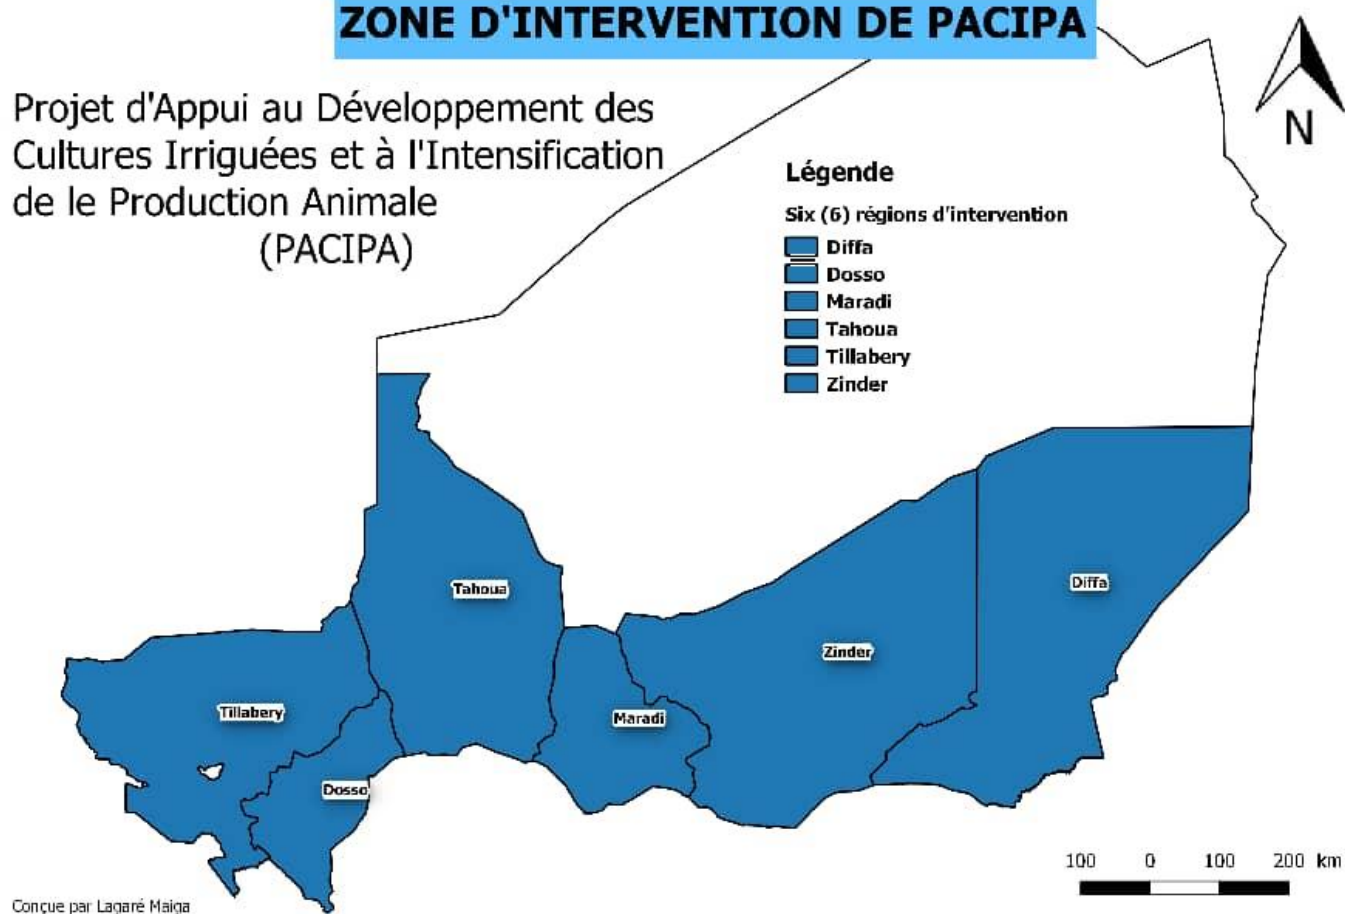 ZONE D'INTERVENTION DE PACIPA
Projet d'Appui au Développement des
Cultures Irriguées et à l'Intensification
de le Production Animale
(PACIPA)
N
Légende
Six (6) régions d'intervention
Diffa
Dosso
Maradi
Tahoua
Tillabery
Zinder
Tahoua
Diffa
Zinder
Tillabery
Maradi
Dosso
100 0 100 200 km
Conçue par Lagaré Maiga